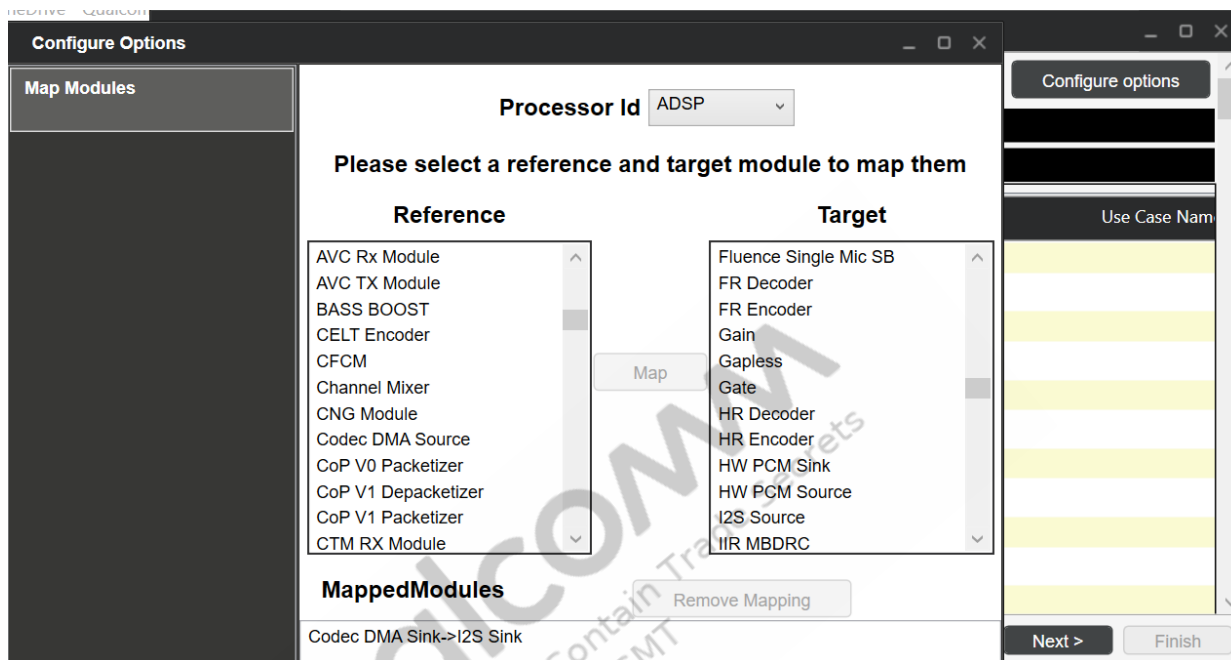 Configure Options
Map Modules
Configure options
Processor Id ADSP
Please select a reference and target module to map them
Reference
Target
Use Case Nam
AVC Rx Module
AVC TX Module
BASS BOOST
CELT Encoder
CFCM
Channel Mixer
CNG Module
Codec DMA Source
CoP V0 Packetizer
CoP V1 Depacketizer
CoP V1 Packetizer
CTM RX Module
Map
Fluence Single Mic SB
FR Decoder
FR Encoder
Gain
Gapless
Gate
HR Decoder
HR Encoder
HW PCM Sink
HW PCM Source
I2S Source
IIR MBDRC
MappedModules
Remove Mapping
Codec DMA Sink->I2S Sink
Next >
Finish
alcomm
Contain Trade Secrets